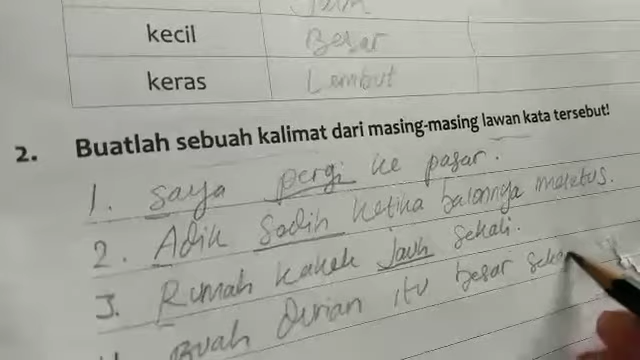 Jauh
kecil Besar
keras Lembut
2. Buatlah sebuah kalimat dari masing-masing lawan kata tersebut!
1. saya pergi ke pasar.
2. Adik Sedih ketika balonnya meletus.
3. Rumah kakek Jauh sekali.
Buah Durian itu besar